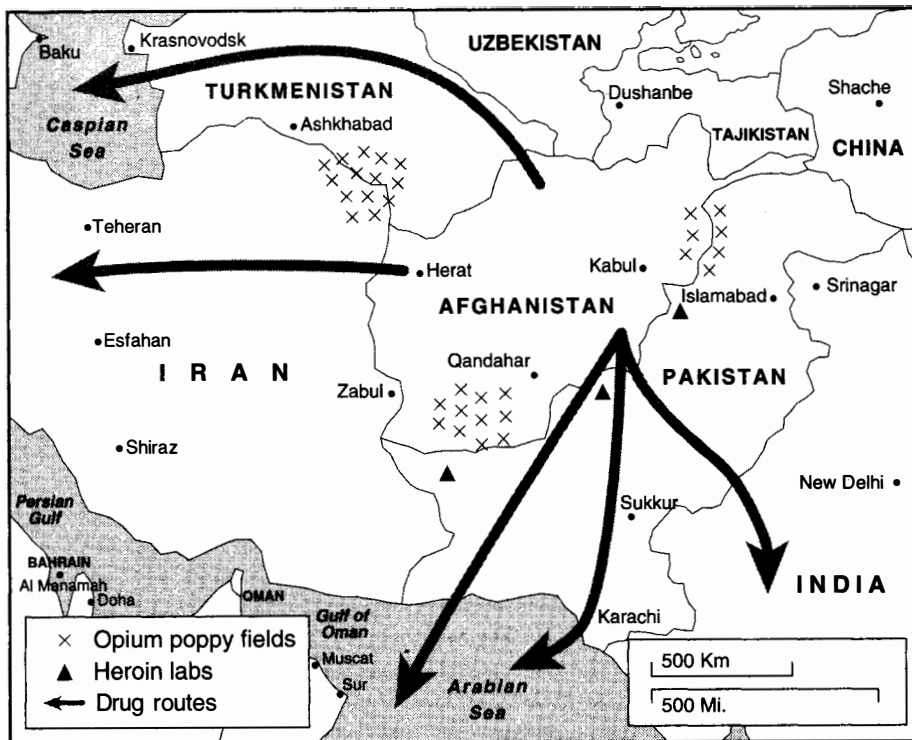 Baku
Krasnovodsk
UZBEKISTAN
TURKMENISTAN
Dushanbe
Shache
Caspian
Sea
Ashkhabad
TAJIKISTAN
CHINA
Teheran
Herat
Kabul
Islamabad
Srinagar
AFGHANISTAN
Esfahan
IRAN
Qandahar
PAKISTAN
Zabul
Shiraz
New Delhi
Persian
Gulf
Sukkur
BAHRAIN
Al Manamah
Doha
OMAN
INDIA
Gulf of
Oman
Karachi
Muscat
Sur
Arabian
Sea
Opium poppy fields
Heroin labs
Drug routes
500 Km
500 Mi.